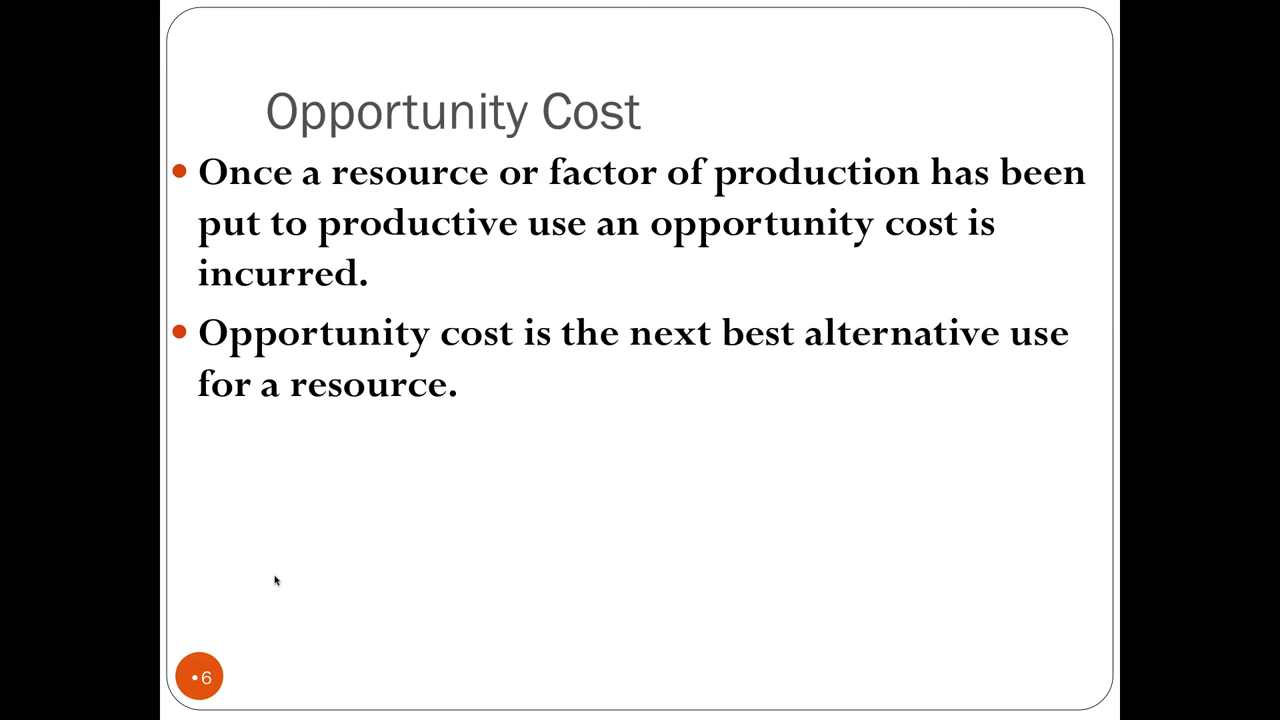 Opportunity Cost
• Once a resource or factor of production has been
put to productive use an opportunity cost is
incurred.
• Opportunity cost is the next best alternative use
for a resource.
•6